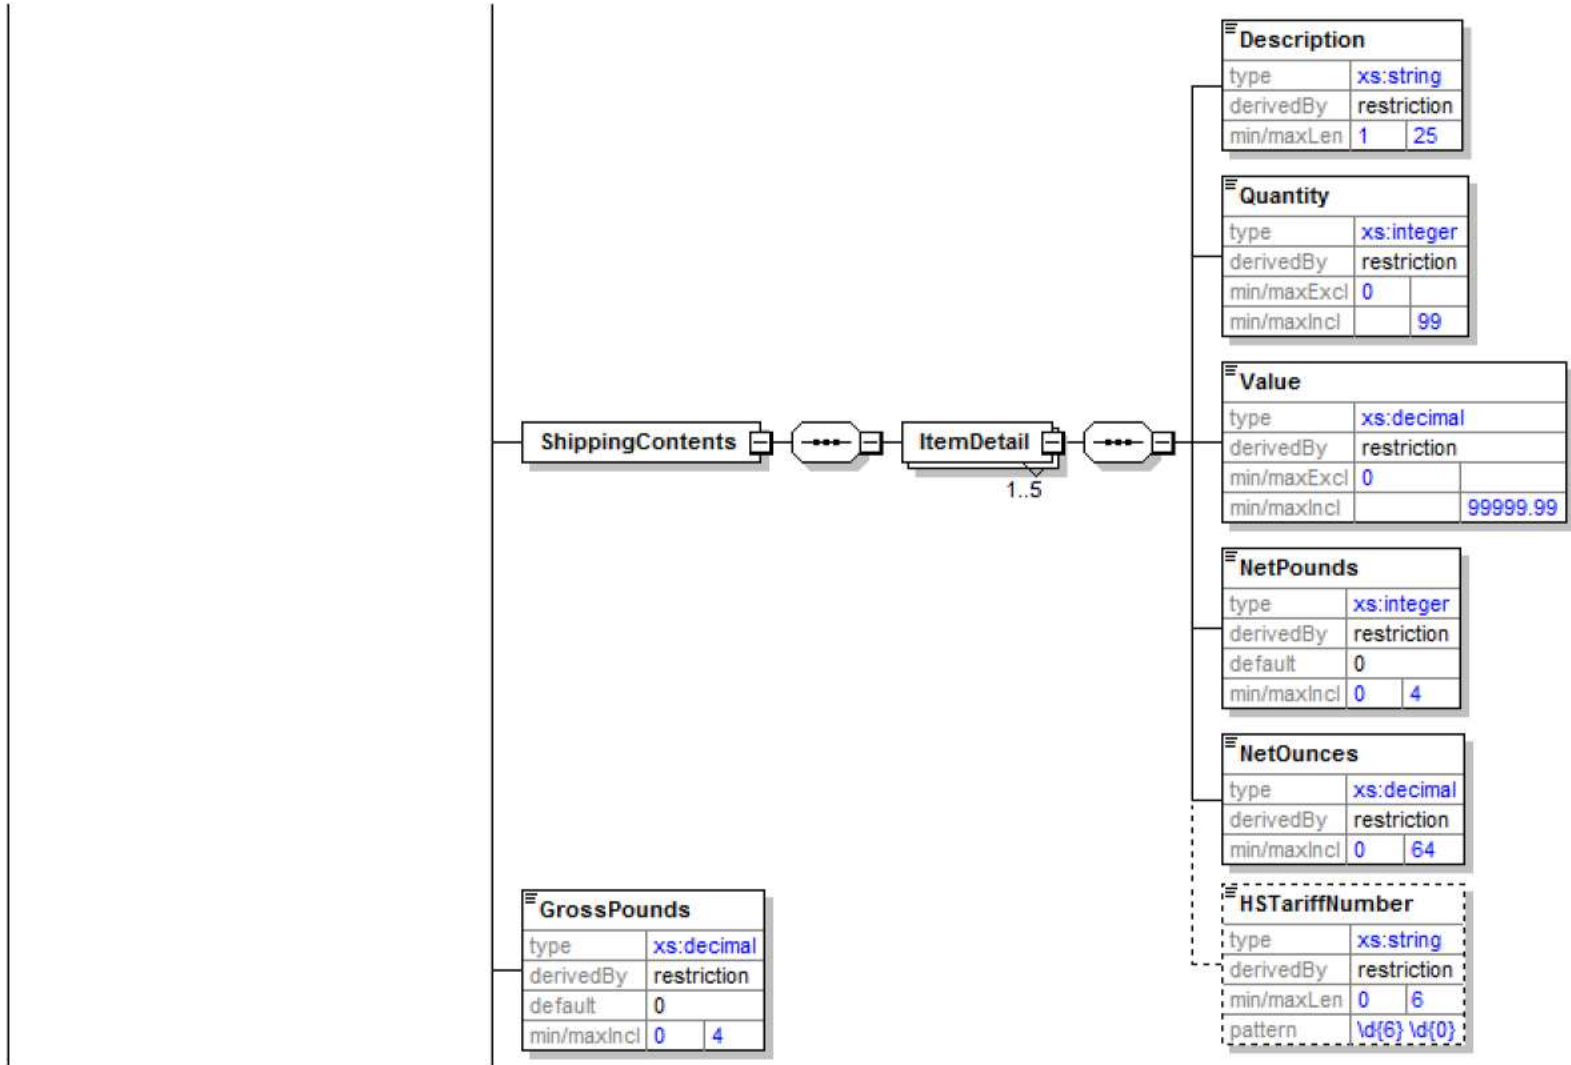 Description
type xs:string
derivedBy restriction
min/maxLen 1 25
Quantity
type xs:integer
derivedBy restriction
min/maxExcl 0
min/maxIncl 99
Value
type xs:decimal
derivedBy restriction
min/maxExcl 0
min/maxIncl 99999.99
ShippingContents
ItemDetail
1..5
NetPounds
type xs:integer
derivedBy restriction
default 0
min/maxIncl 0 4
NetOunces
type xs:decimal
derivedBy restriction
min/maxIncl 0 64
HSTariffNumber
type xs:string
derivedBy restriction
min/maxLen 0 6
pattern \d{6} \d{0}
GrossPounds
type xs:decimal
derivedBy restriction
default 0
min/maxIncl 0 4